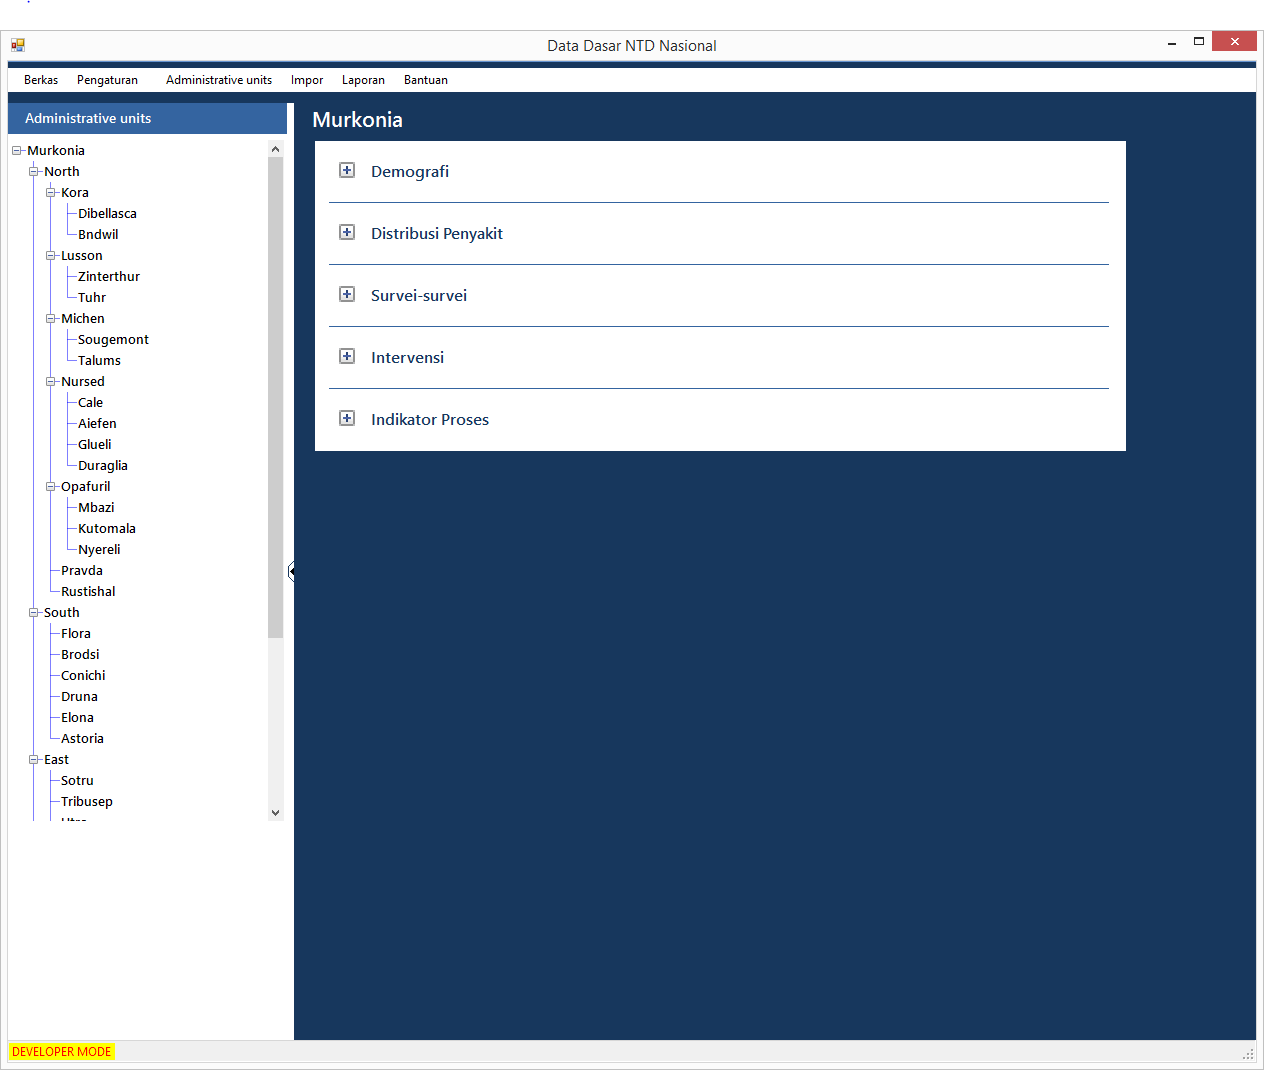 Data Dasar NTD Nasional
Berkas Pengaturan Administrative units Impor Laporan Bantuan
Administrative units
Murkonia
North
Kora
Dibellasca
Bndwil
Lusson
Zinterthur
Tuhr
Michen
Sougemont
Talums
Nursed
Cale
Aiefen
Glueli
Duraglia
Opafuril
Mbazi
Kutomala
Nyereli
Pravda
Rustishal
South
Flora
Brodsi
Conichi
Druna
Elona
Astoria
East
Sotru
Tribusep
Murkonia
Demografi
Distribusi Penyakit
Survei-survei
Intervensi
Indikator Proses
DEVELOPER MODE